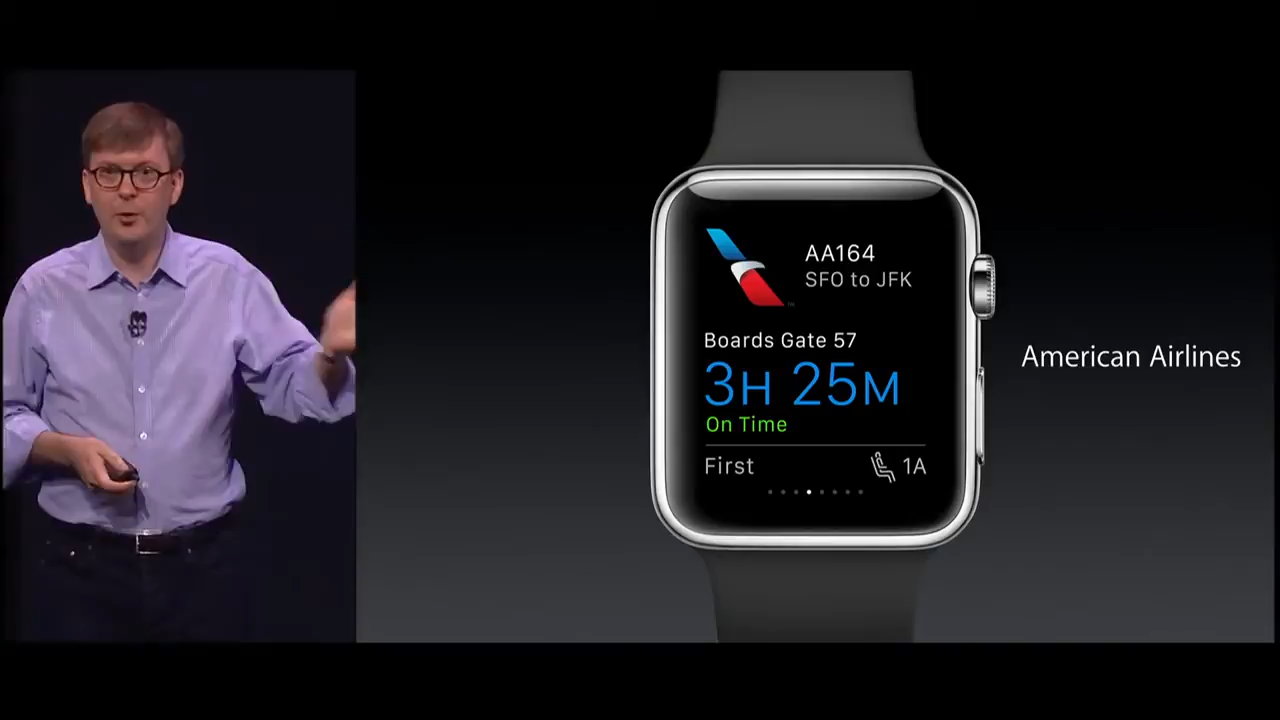 AA164
SFO to JFK
Boards Gate 57
3H 25M
On Time
First 1A
American Airlines